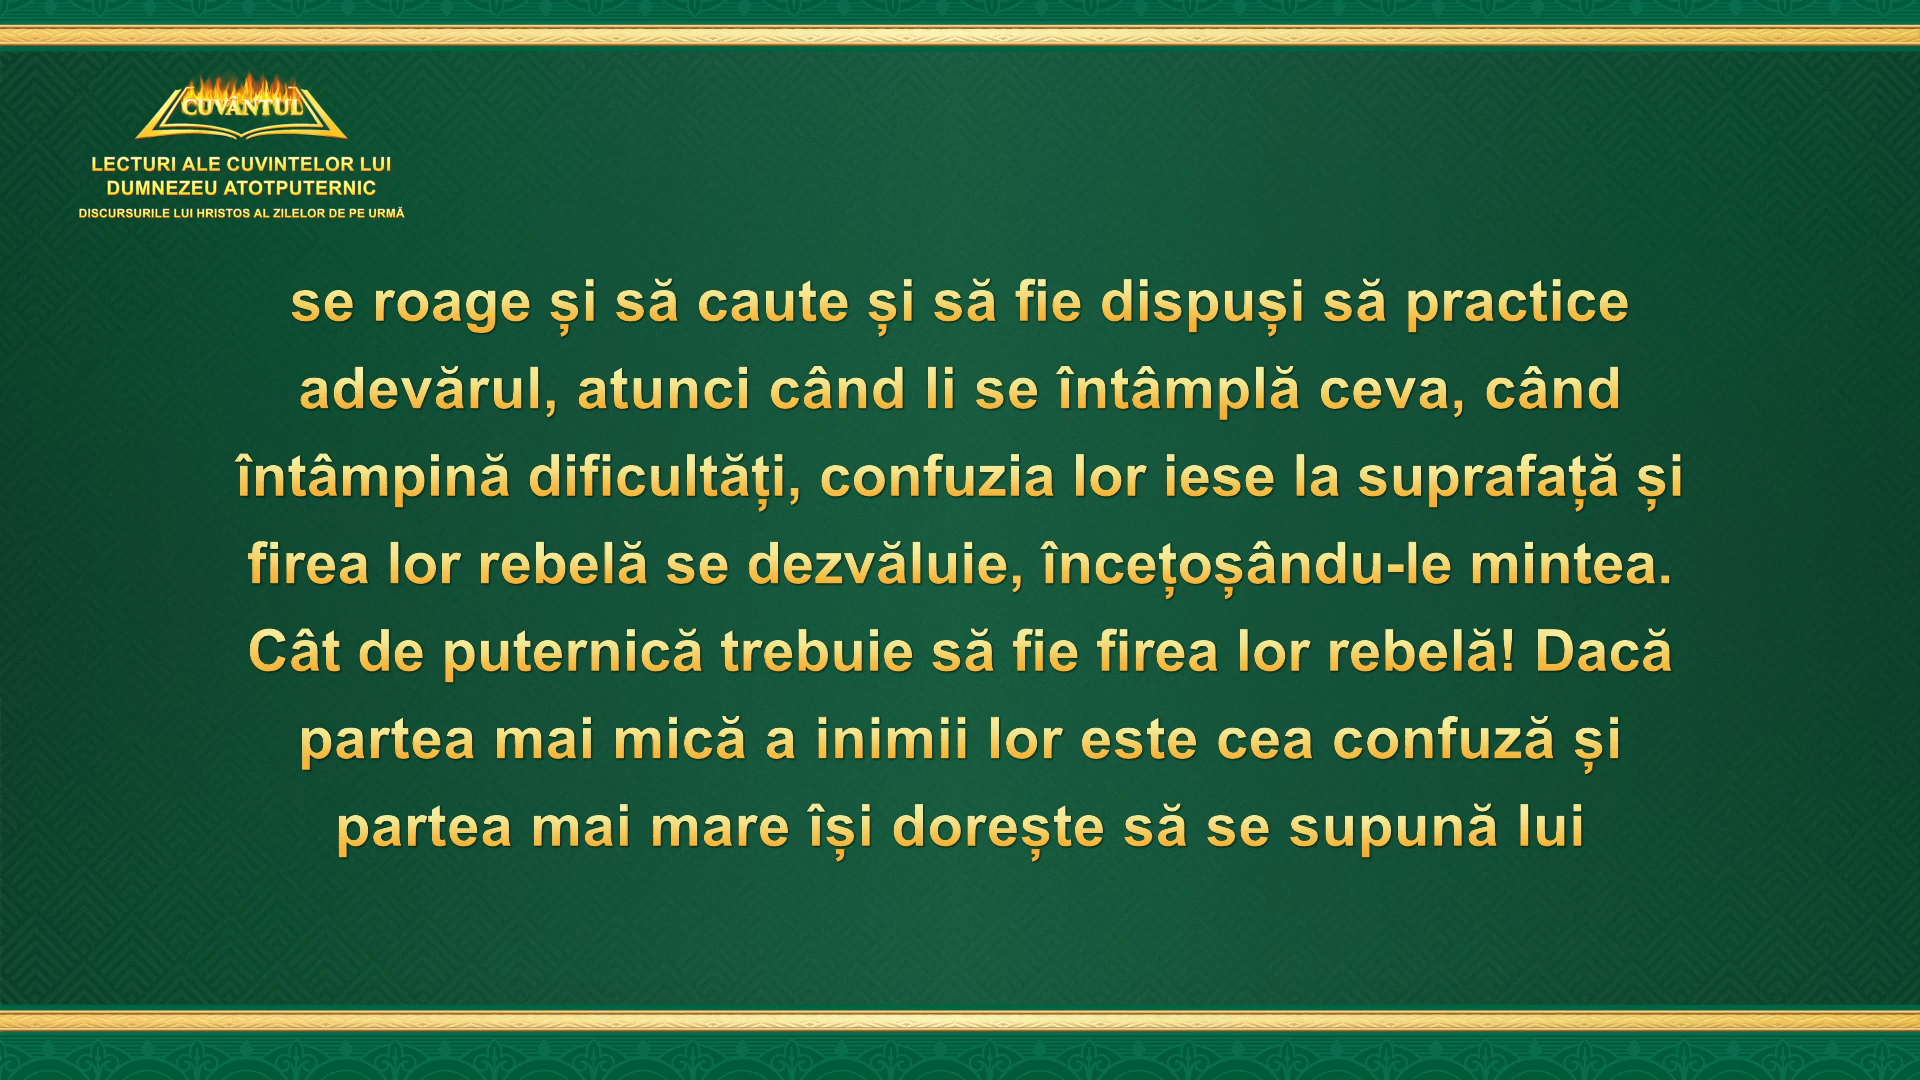 CUVÂNTUL
LECTURI ALE CUVINTELOR LUI
DUMNEZEU ATOTPUTERNIC
DISCURSURILE LUI HRISTOS AL ZILELOR DE PE URMĂ
se roage și să caute și să fie dispuși să practice
adevărul, atunci când li se întâmplă ceva, când
întâmpină dificultăți, confuzia lor iese la suprafață și
firea lor rebelă se dezvăluie, încețoșându-le mintea.
Cât de puternică trebuie să fie firea lor rebelă! Dacă
partea mai mică a inimii lor este cea confuză și
partea mai mare își dorește să se supună lui